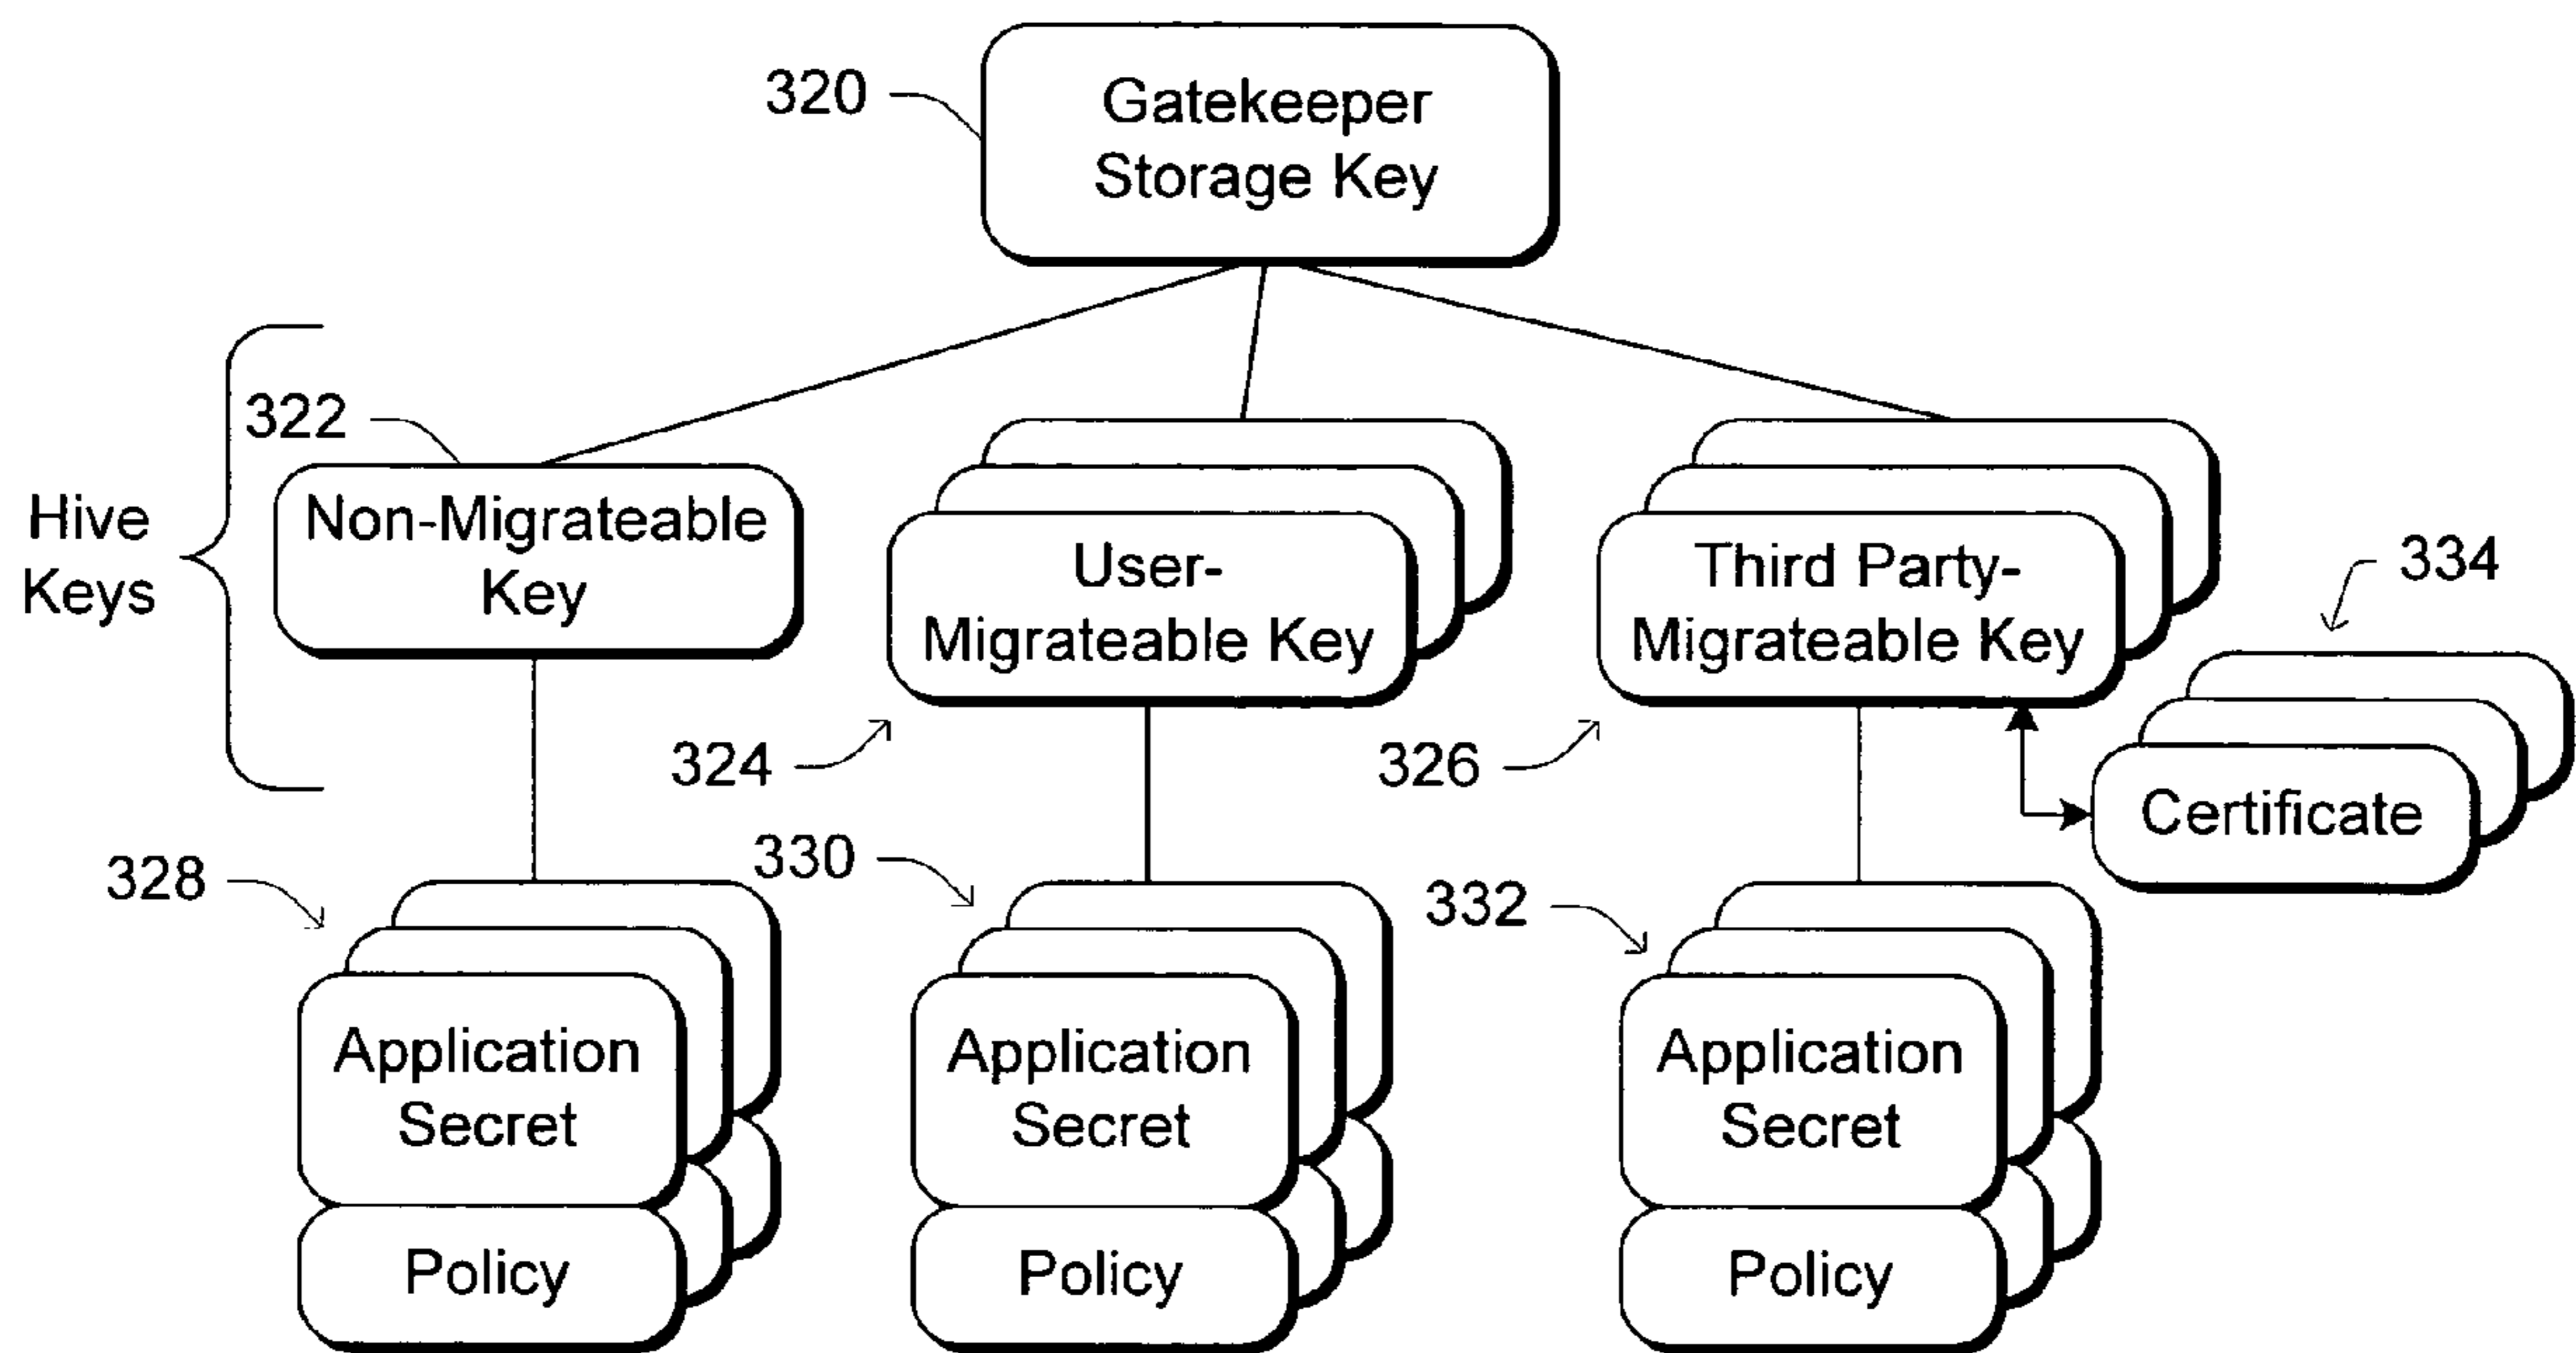 320
Gatekeeper
Storage Key
Hive
Keys
322
Non-Migrateable
Key
User-
Migrateable Key
324
Third Party-
Migrateable Key
326
334
Certificate
328
Application
Secret
Policy
330
Application
Secret
Policy
332
Application
Secret
Policy